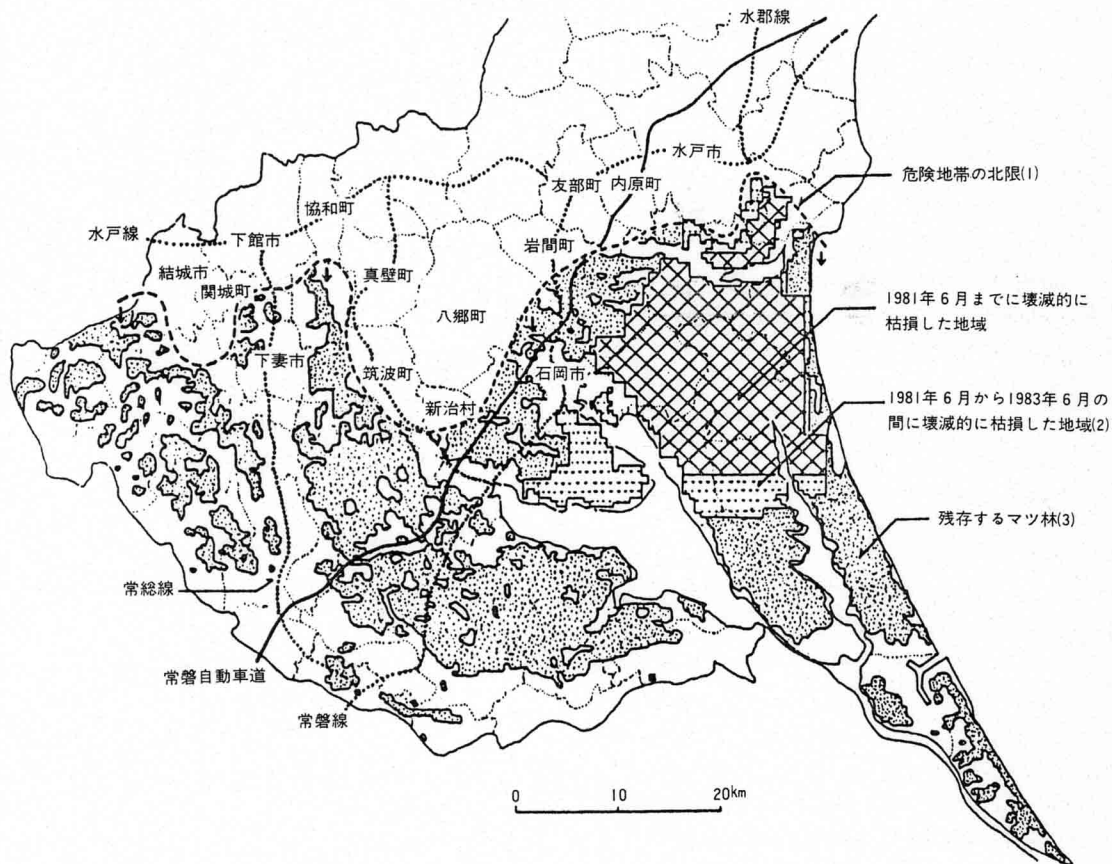 水郡線
水戸市
友部町
内原町
危険地帯の北限(1)
協和町
水戸線
下館市
岩間町
結城市
関城町
真壁町
八郷町
1981年6月までに壊滅的に
枯損した地域
下妻市
筑波町
石岡市
新治村
1981年6月から1983年6月の
間に壊滅的に枯損した地域(2)
残存するマツ林(3)
常総線
常磐自動車道
常磐線
0 10 20km